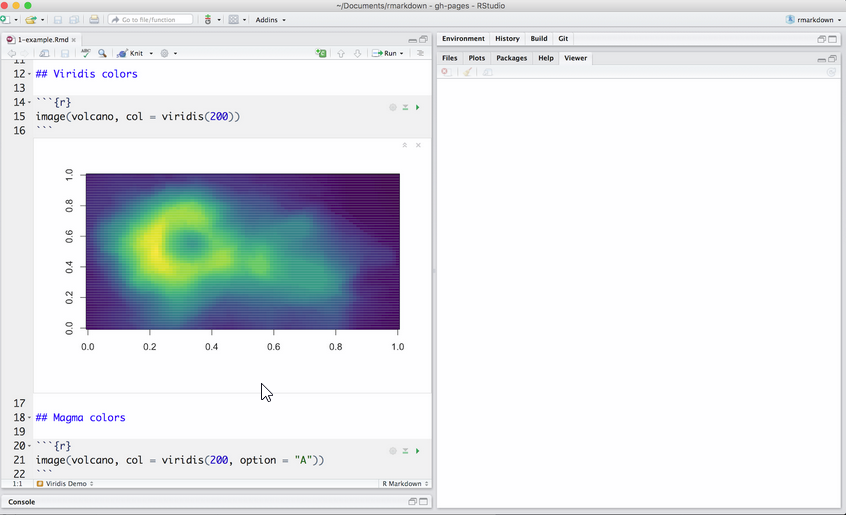 ~/Documents/rmarkdown - gh-pages - RStudio
Go to file/function
Addins
rmarkdown
1-example.Rmd
Knit
Run
11
12 ## Viridis colors
13
14 ```{r}
15 image(volcano, col = viridis(200))
16 ```
1.0
0.8
0.6
0.4
0.2
0.0
0.0 0.2 0.4 0.6 0.8 1.0
17
18 ## Magma colors
19
20 ```{r}
21 image(volcano, col = viridis(200, option = "A"))
22 ```
1:1 Viridis Demo R Markdown
Console
Environment History Build Git
Files Plots Packages Help Viewer